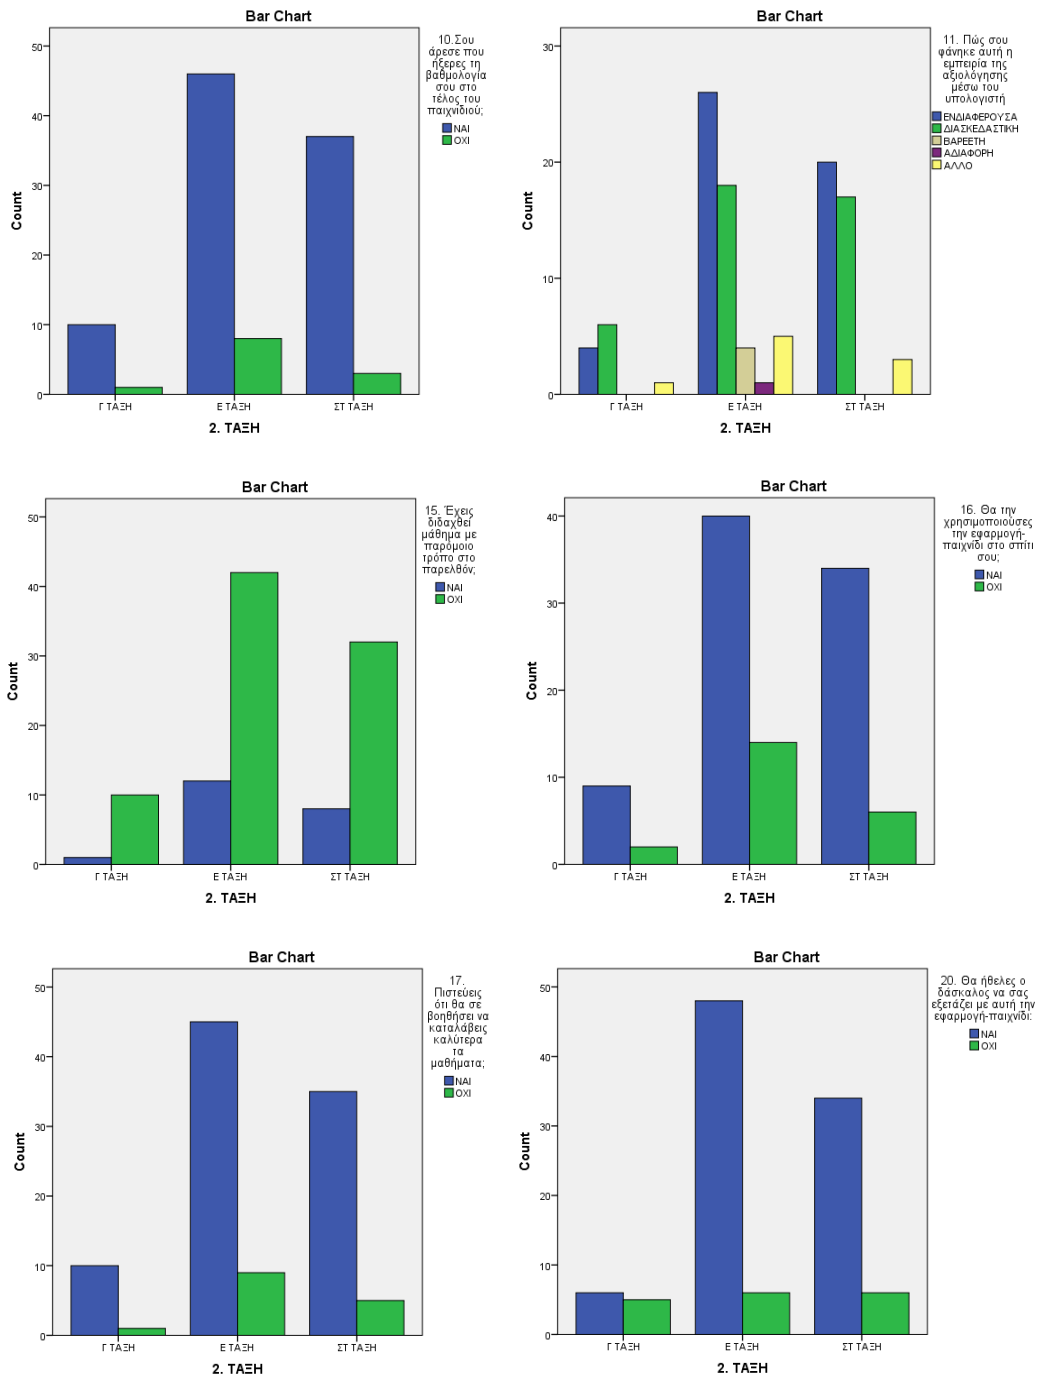 Bar Chart
10.Σου
άρεσε που
ήξερες τη
βαθμολογία
σου στο
τέλος του
παιχνιδιού;
ΝΑΙ
ΟΧΙ
50
40
30
20
10
0
Count
Γ ΤΑΞΗ Ε ΤΑΞΗ ΣΤ ΤΑΞΗ
2. ΤΑΞΗ
Bar Chart
11. Πώς σου
φάνηκε αυτή η
εμπειρία της
αξιολόγησης
μέσω του
υπολογιστή
ΕΝΔΙΑΦΕΡΟΥΣΑ
ΔΙΑΣΚΕΔΑΣΤΙΚΗ
ΒΑΡΕΕΤΗ
ΑΔΙΑΦΟΡΗ
ΑΛΛΟ
30
20
10
0
Count
Γ ΤΑΞΗ Ε ΤΑΞΗ ΣΤ ΤΑΞΗ
2. ΤΑΞΗ
Bar Chart
15. Έχεις
διδαχθεί
μάθημα με
παρόμοιο
τρόπο στο
παρελθόν;
ΝΑΙ
ΟΧΙ
50
40
30
20
10
0
Count
Γ ΤΑΞΗ Ε ΤΑΞΗ ΣΤ ΤΑΞΗ
2. ΤΑΞΗ
Bar Chart
16. Θα την
χρησιμοποιούσες
την εφαρμογή-
παιχνίδι στο σπίτι
σου;
ΝΑΙ
ΟΧΙ
40
30
20
10
0
Count
Γ ΤΑΞΗ Ε ΤΑΞΗ ΣΤ ΤΑΞΗ
2. ΤΑΞΗ
Bar Chart
17.
Πιστεύεις
ότι θα σε
βοηθήσει να
καταλάβεις
καλύτερα
τα
μαθήματα;
ΝΑΙ
ΟΧΙ
50
40
30
20
10
0
Count
Γ ΤΑΞΗ Ε ΤΑΞΗ ΣΤ ΤΑΞΗ
2. ΤΑΞΗ
Bar Chart
20. Θα ήθελες ο
δάσκαλος να σας
εξετάζει με αυτή την
εφαρμογή-παιχνίδι:
ΝΑΙ
ΟΧΙ
50
40
30
20
10
0
Count
Γ ΤΑΞΗ Ε ΤΑΞΗ ΣΤ ΤΑΞΗ
2. ΤΑΞΗ